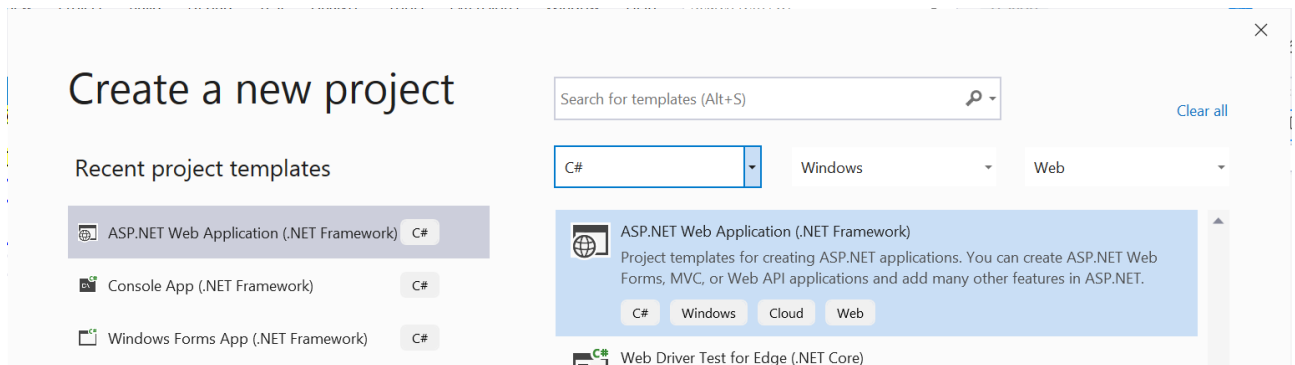 Create a new project
Search for templates (Alt+S)
Clear all
Recent project templates
C#
Windows
Web
ASP.NET Web Application (.NET Framework) C#
Console App (.NET Framework) C#
Windows Forms App (.NET Framework) C#
ASP.NET Web Application (.NET Framework)
Project templates for creating ASP.NET applications. You can create ASP.NET Web
Forms, MVC, or Web API applications and add many other features in ASP.NET.
C# Windows Cloud Web
C# Web Driver Test for Edge (.NET Core)